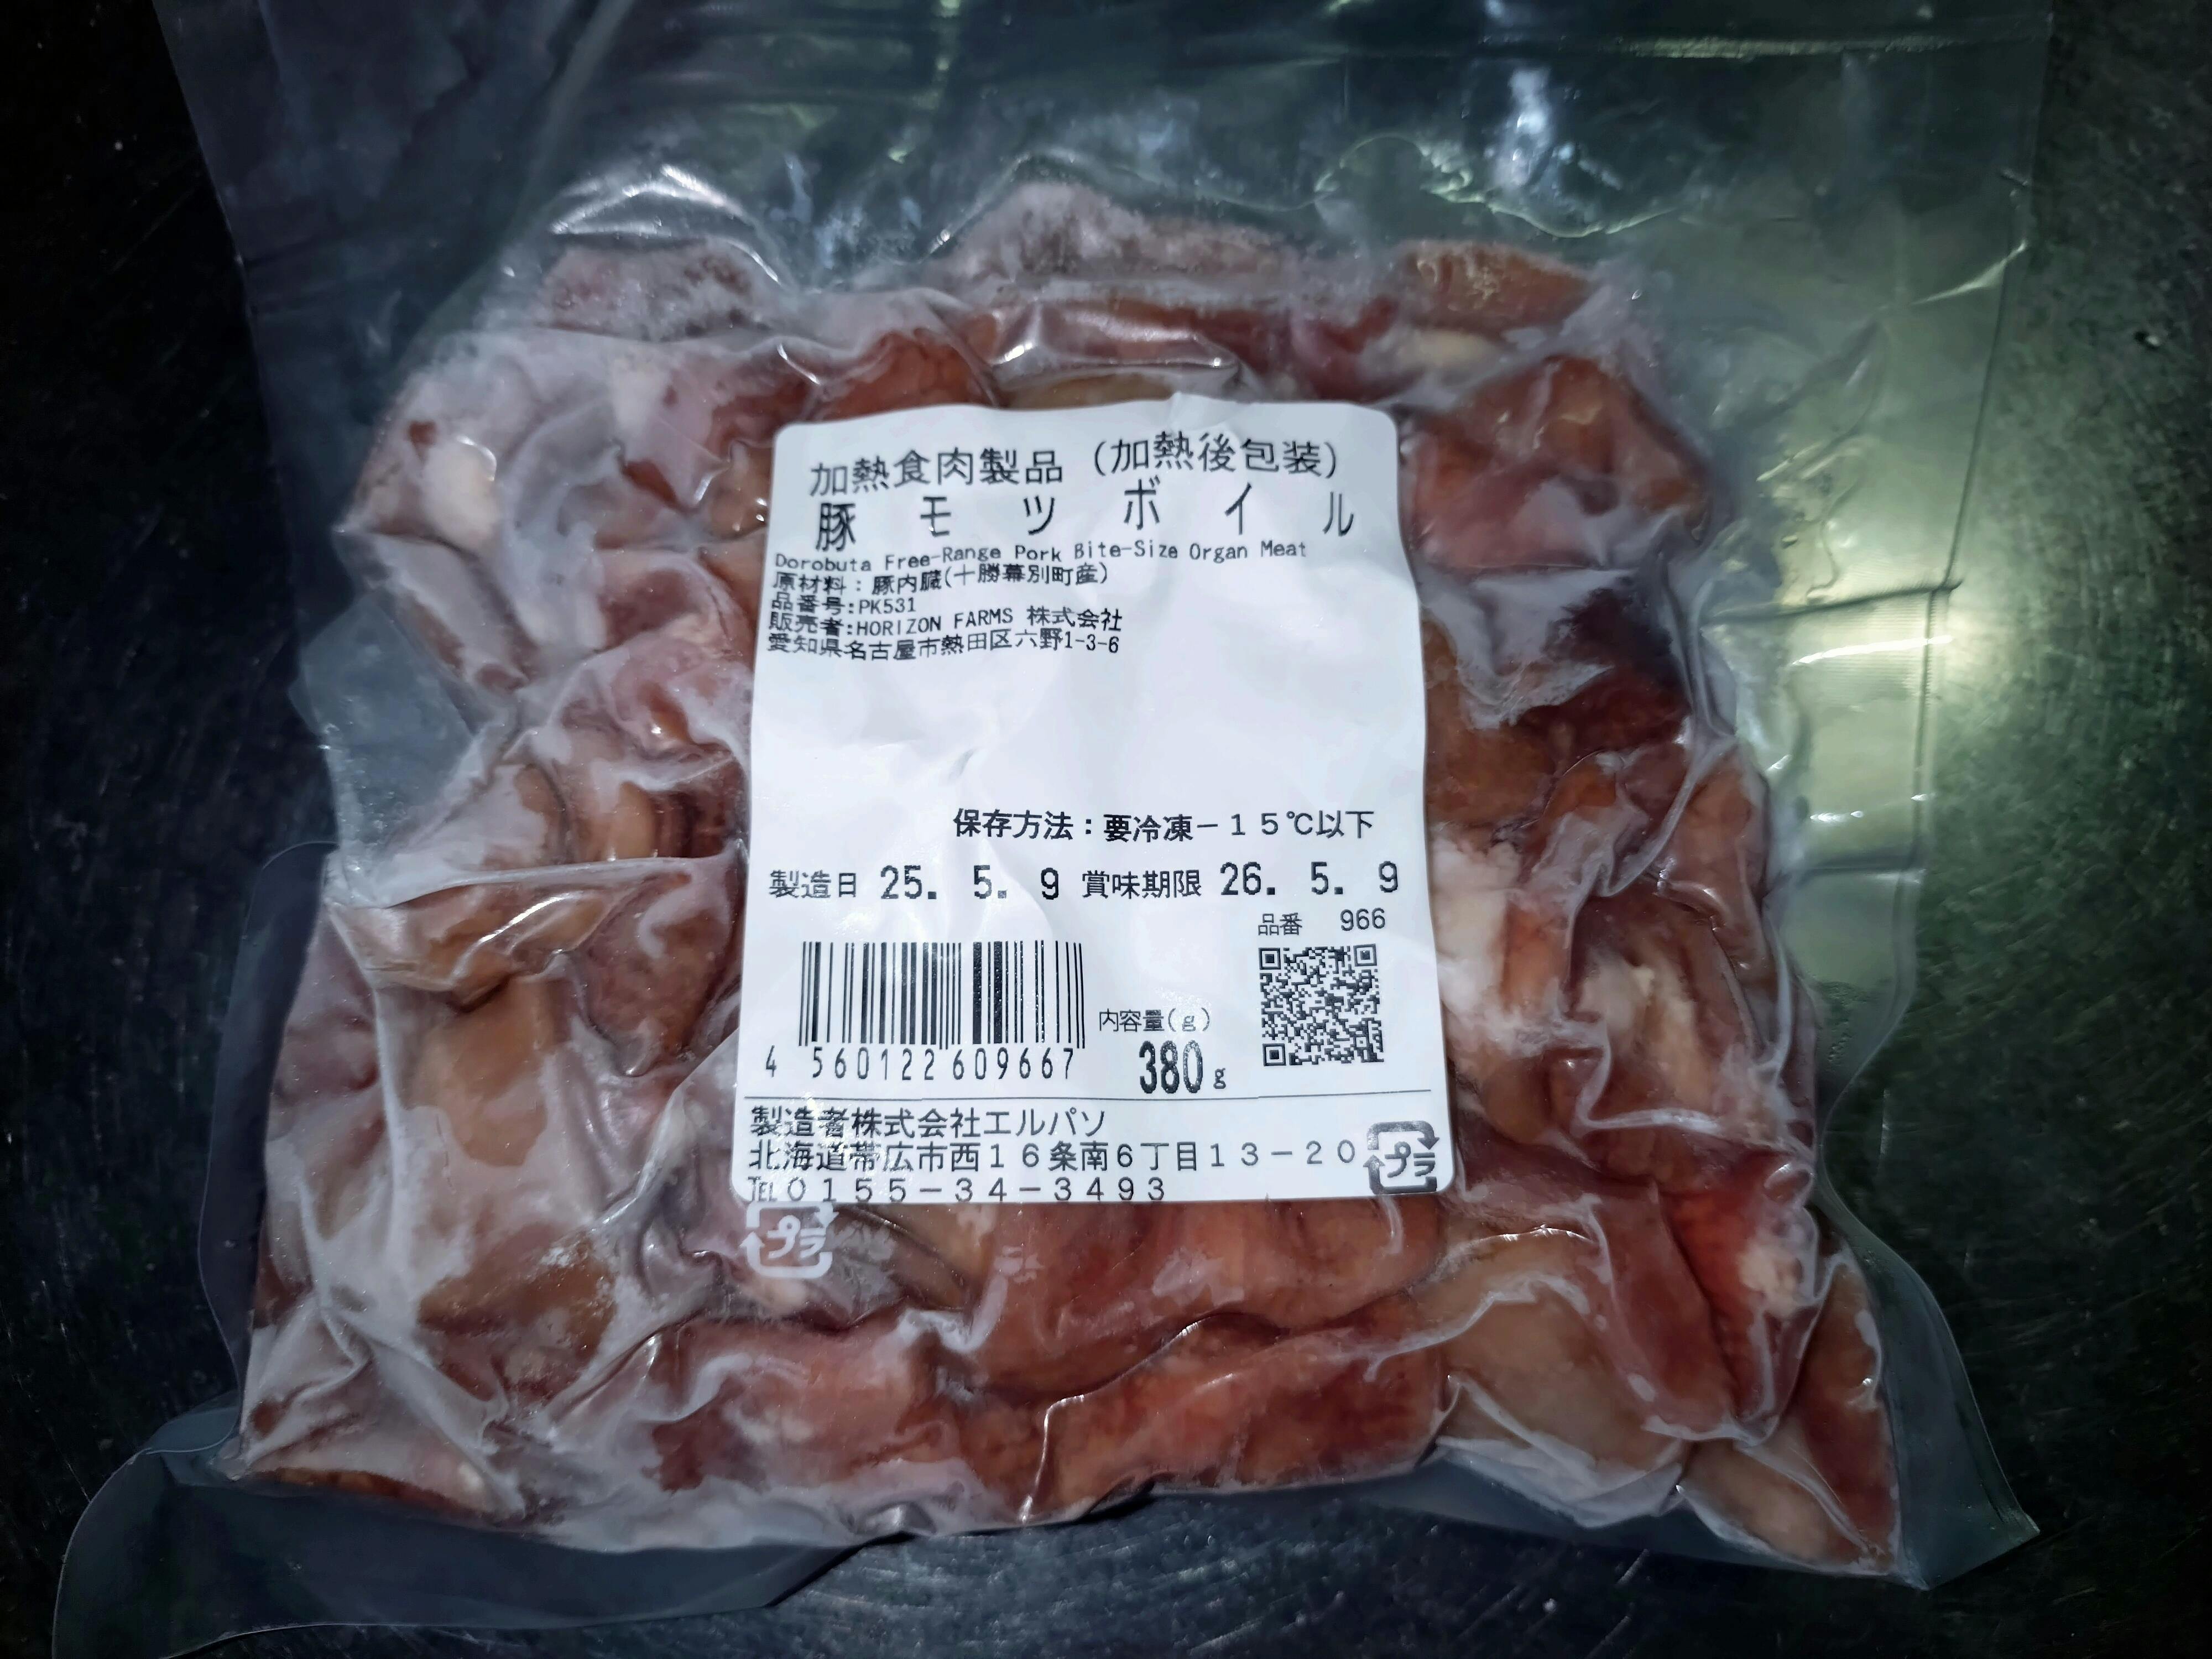 加熱食肉製品（加熱後包装）
豚モツボイル
Dorobuta Free-Range Pork Bite-Size Organ Meat
原材料：豚内臓(十勝幕別町産)
品番号:PK531
販売者:HORIZON FARMS 株式会社
愛知県名古屋市熱田区六野1-3-6
保存方法：要冷凍－１５℃以下
製造日 25. 5. 9 賞味期限 26. 5. 9
品番 966
内容量(g)
380g
4 560122 609667
製造者株式会社エルパソ
北海道帯広市西１６条南６丁目１３－２０
℡０１５５－３４－３４９３
プラ
プラ